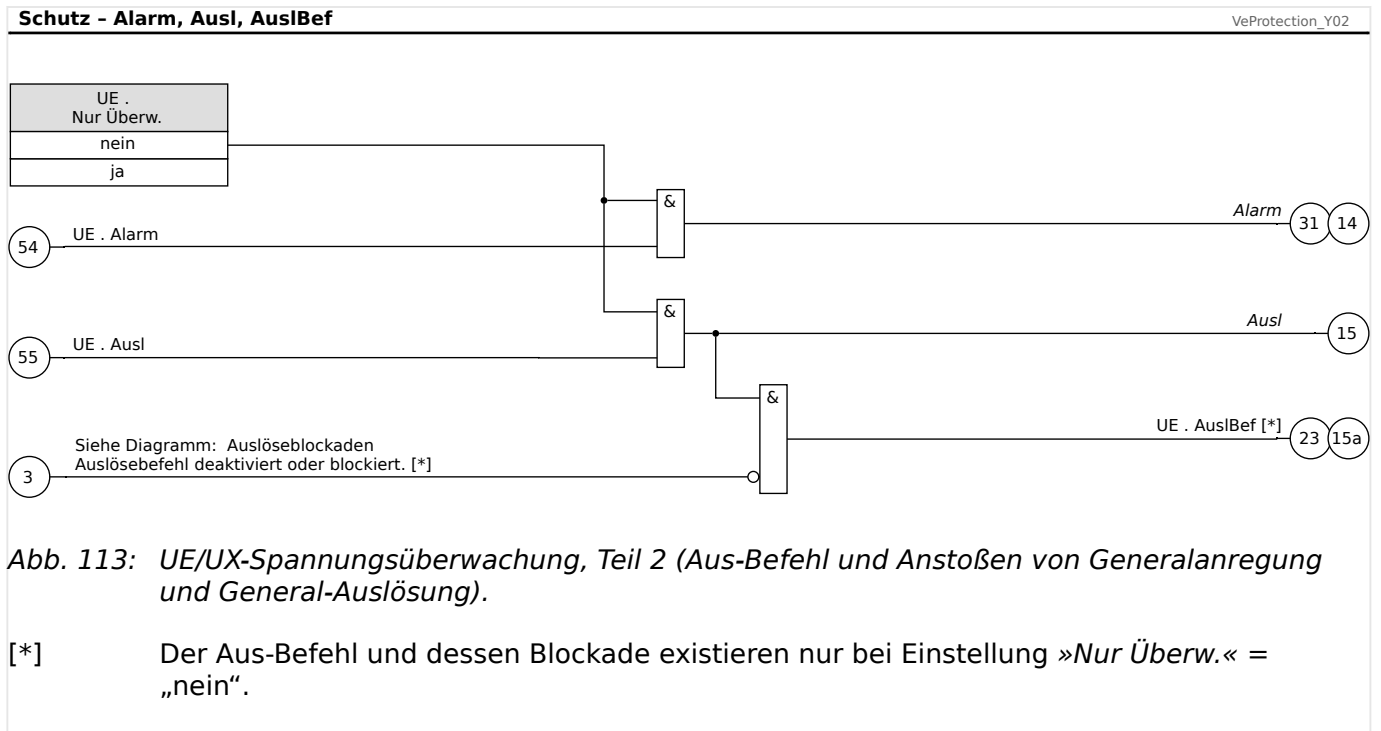 Schutz – Alarm, Ausl, AuslBef
VeProtection_Y02
UE .
Nur Überw.
nein
ja
&
Alarm
31
14
54
UE . Alarm
&
Ausl
15
55
UE . Ausl
&
UE . AuslBef [*]
23
15a
Siehe Diagramm: Auslöseblockaden
Auslösebefehl deaktiviert oder blockiert. [*]
3
Abb. 113: UE/UX-Spannungsüberwachung, Teil 2 (Aus-Befehl und Anstoßen von Generalanregung
und General-Auslösung).
[*] Der Aus-Befehl und dessen Blockade existieren nur bei Einstellung »Nur Überw.« =
„nein“.